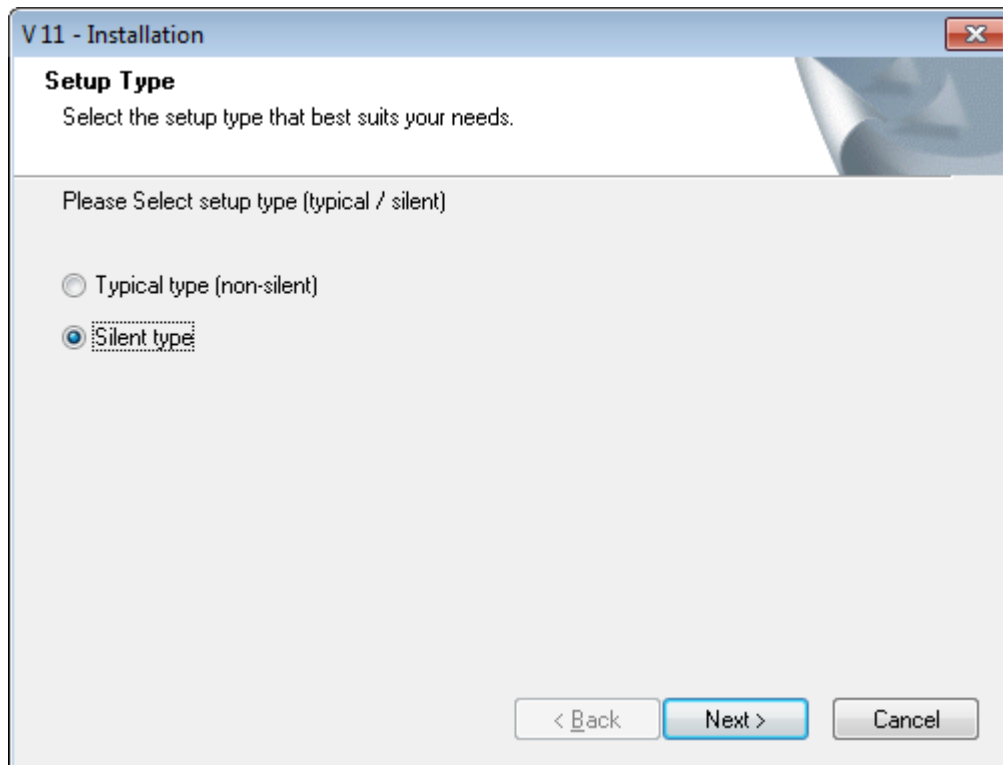 V 11 - Installation
Setup Type
Select the setup type that best suits your needs.
Please Select setup type (typical / silent)
Typical type (non-silent)
Silent type
< Back
Next >
Cancel